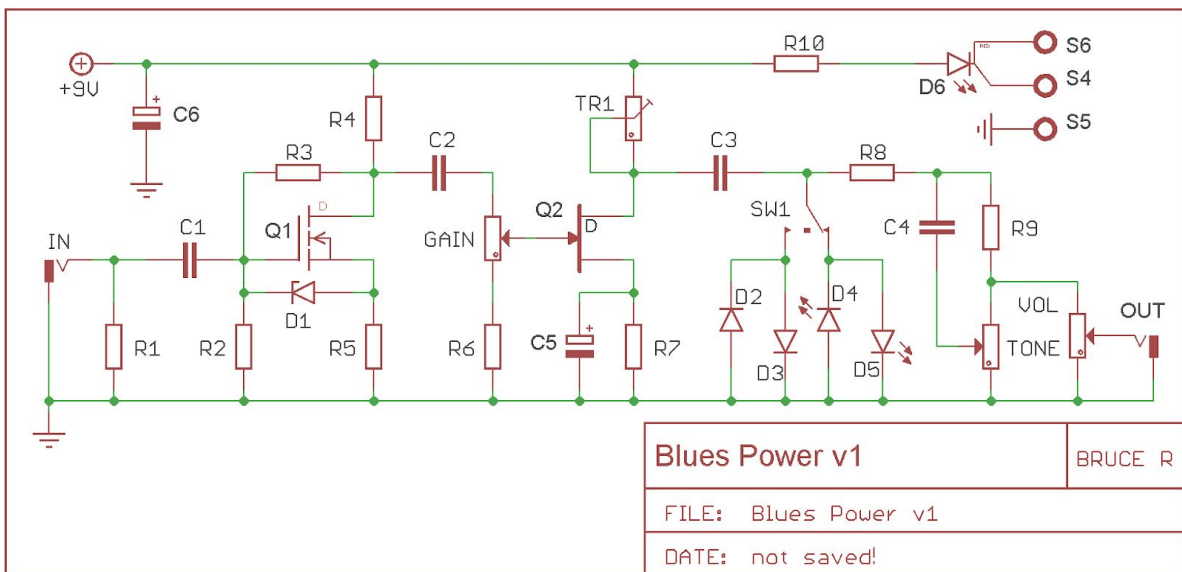 R10
S6
RED
+9V
D6
S4
TR1
C6
R4
S5
R3
C2
C3
R8
D
Q2
SW1
C1
Q1
GAIN
D
C4
R9
IN
D2
D4
VOL
OUT
D1
R1
R2
R5
R6
C5
R7
D3
D5
TONE
Blues Power v1
BRUCE R
FILE: Blues Power v1
DATE: not saved!
+
+